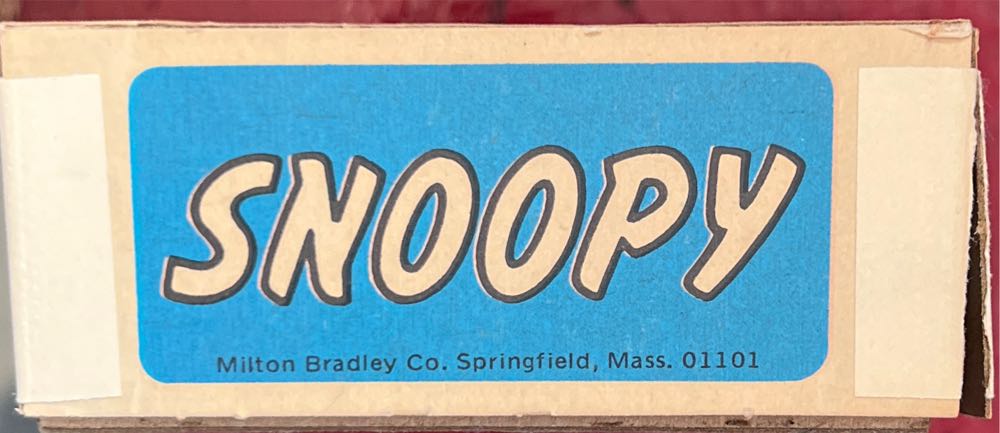 SNOOPY
Milton Bradley Co. Springfield, Mass. 01101